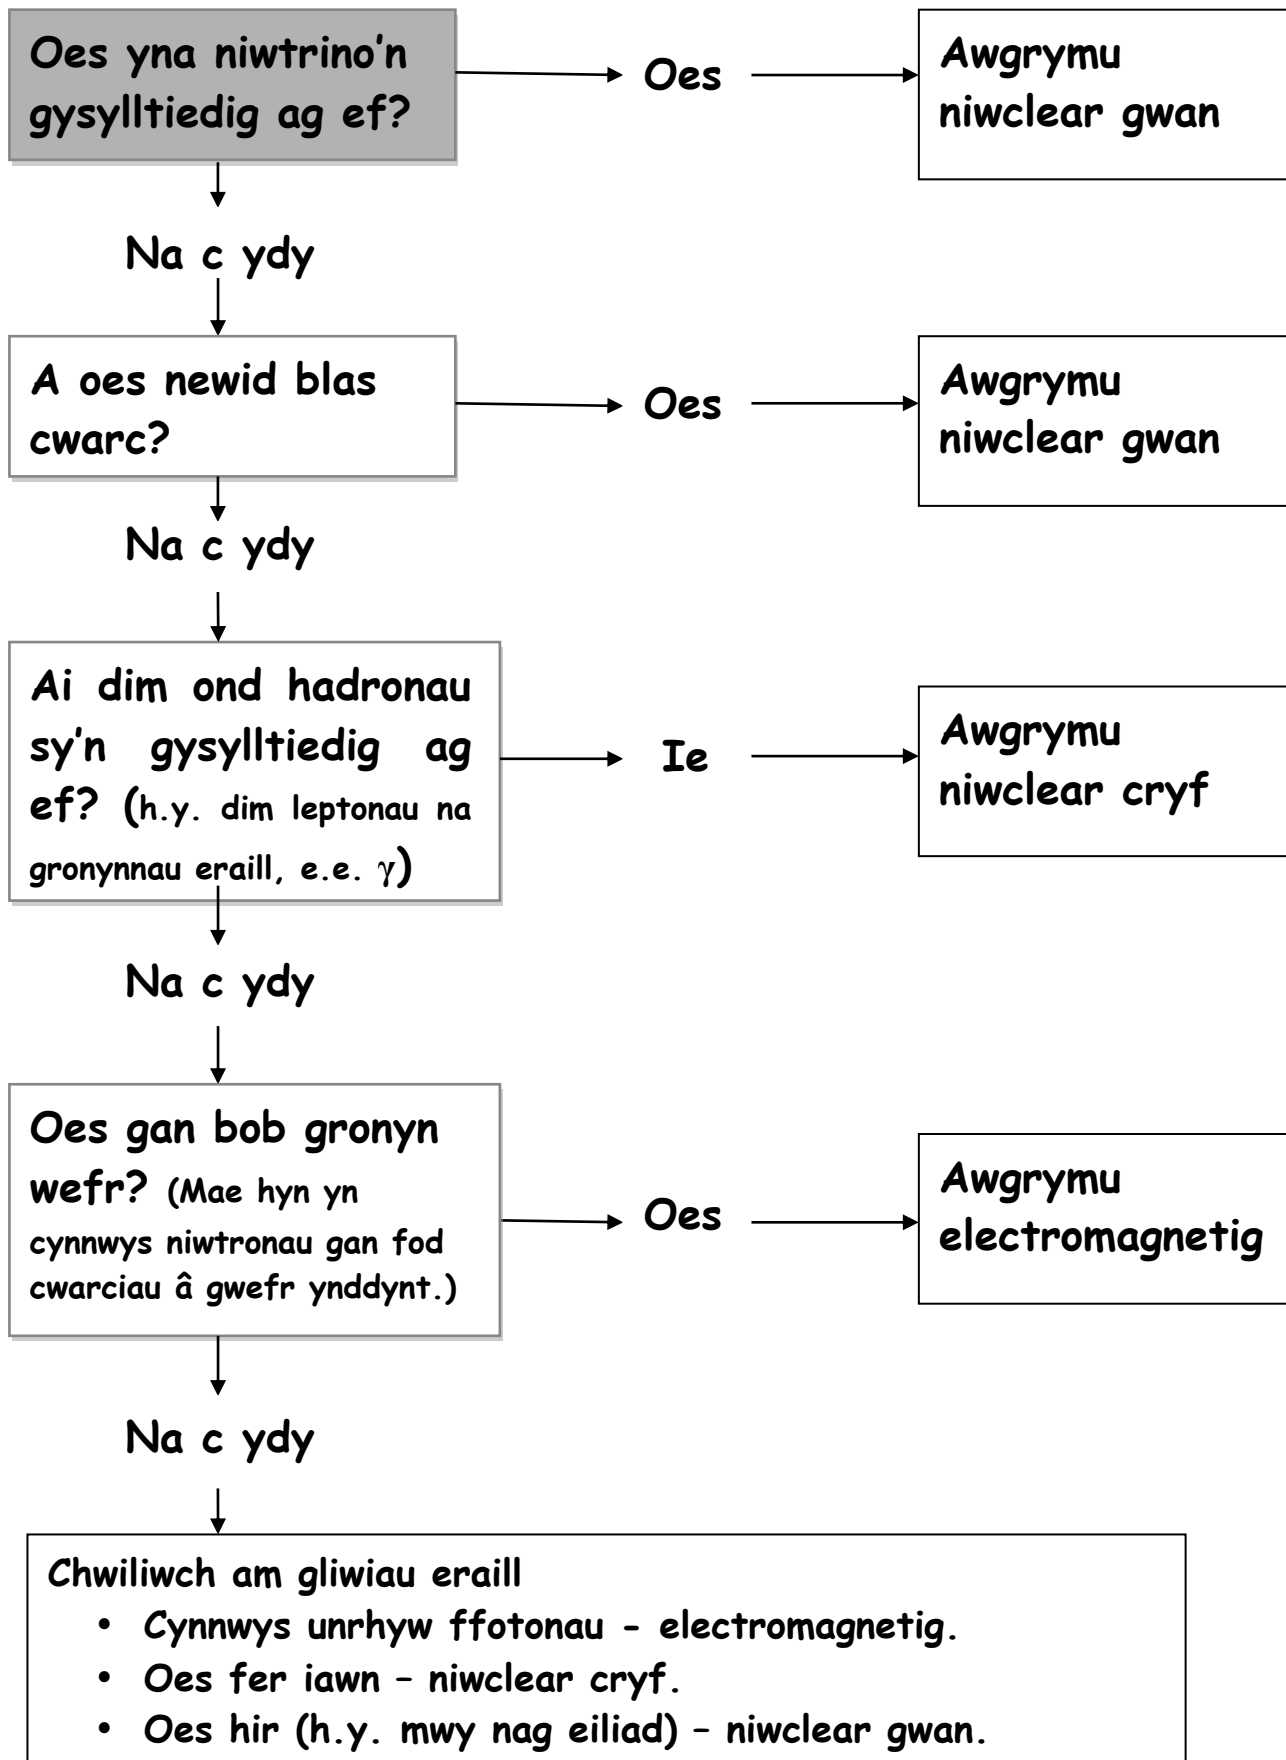 Oes yna niwtrino'n
gysylltiedig ag ef?
Oes
Awgrymu
niwclear gwan
Na c ydy
A oes newid blas
cwarc?
Oes
Awgrymu
niwclear gwan
Na c ydy
Ai dim ond hadronau
sy'n gysylltiedig ag
ef? (h.y. dim leptonau na
gronynnau eraill, e.e. γ)
Ie
Awgrymu
niwclear cryf
Na c ydy
Oes gan bob gronyn
wefr? (Mae hyn yn
cynnwys niwtronau gan fod
cwarciau â gwefr ynddynt.)
Oes
Awgrymu
electromagnetig
Na c ydy
Chwiliwch am gliwiau eraill
• Cynnwys unrhyw ffotonau - electromagnetig.
• Oes fer iawn – niwclear cryf.
• Oes hir (h.y. mwy nag eiliad) – niwclear gwan.